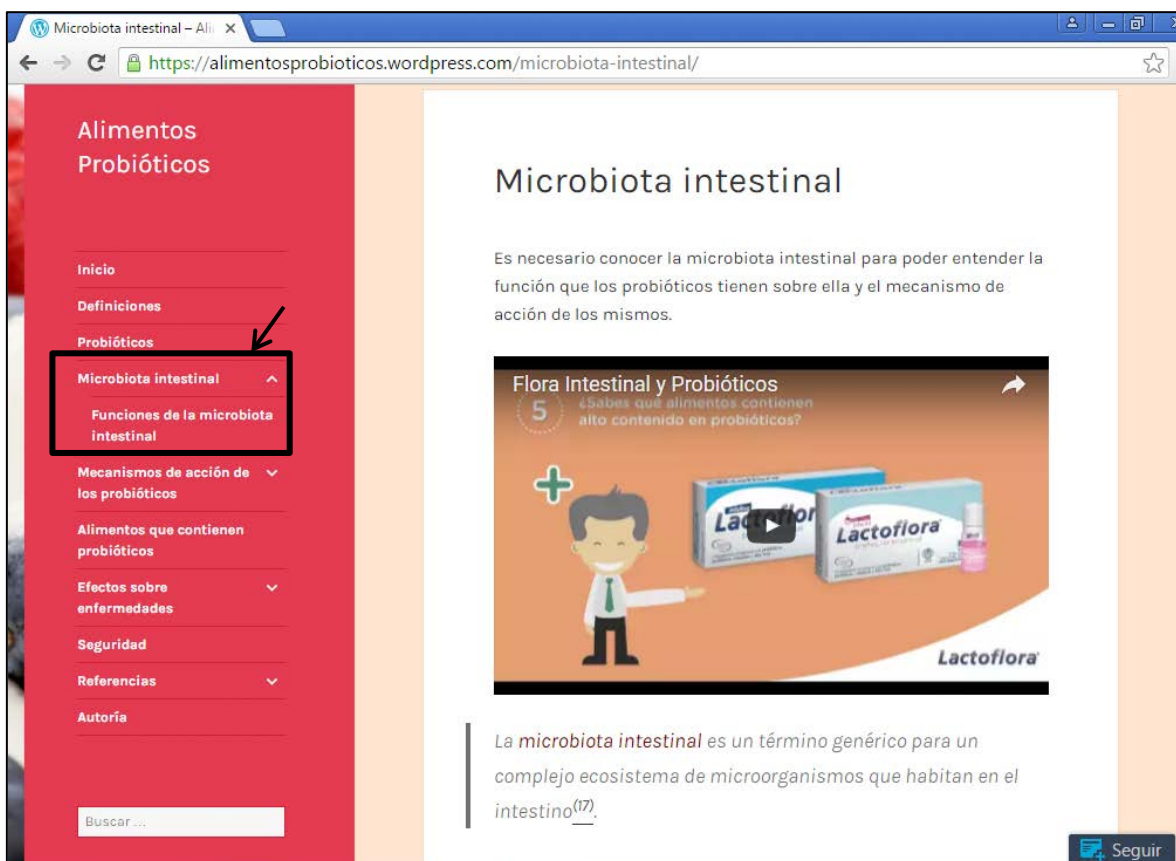 Microbiota intestinal – Ali
https://alimentosprobioticos.wordpress.com/microbiota-intestinal/
Alimentos
Probióticos
Inicio
Definiciones
Probióticos
Microbiota intestinal
Funciones de la microbiota
intestinal
Mecanismos de acción de
los probióticos
Alimentos que contienen
probióticos
Efectos sobre
enfermedades
Seguridad
Referencias
Autoría
Buscar ...
Microbiota intestinal
Es necesario conocer la microbiota intestinal para poder entender la
función que los probióticos tienen sobre ella y el mecanismo de
acción de los mismos.
Flora Intestinal y Probióticos
5 ¿Sabes qué alimentos contienen
alto contenido en probióticos?
Lactoflor
Lactoflora
Lactoflora
La microbiota intestinal es un término genérico para un
complejo ecosistema de microorganismos que habitan en el
intestino(17).
Seguir